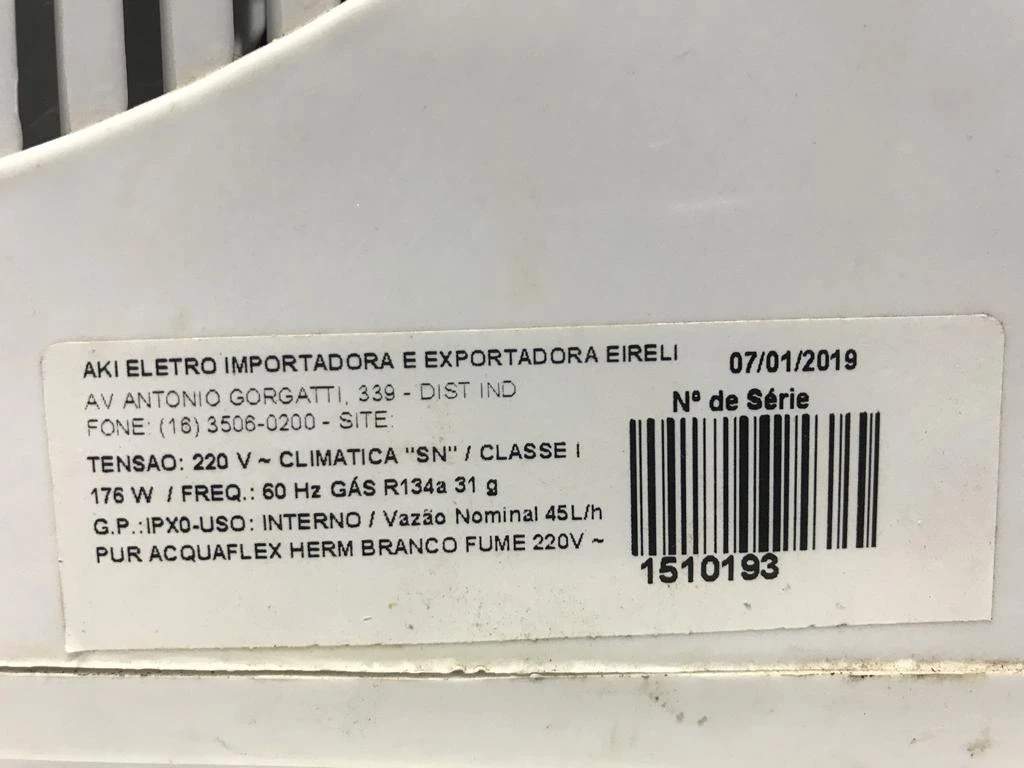 AKI ELETRO IMPORTADORA E EXPORTADORA EIRELI 07/01/2019
AV ANTONIO GORGATTI, 339 - DIST IND
Nª de Série
FONE: (16) 3506-0200 - SITE:
TENSAO: 220 V ~ CLIMATICA "SN" / CLASSE I
176 W / FREQ.: 60 Hz GÁS R134a 31 g
G.P.:IPX0-USO: INTERNO / Vazão Nominal 45L/h
PUR ACQUAFLEX HERM BRANCO FUME 220V ~
1510193